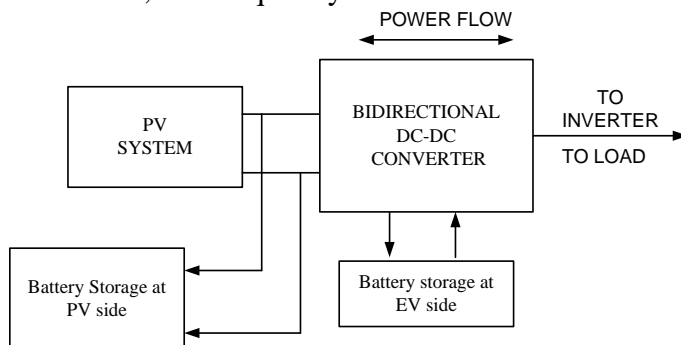 POWER FLOW
PV
SYSTEM
BIDIRECTIONAL
DC-DC
CONVERTER
TO
INVERTER
TO LOAD
Battery Storage at
PV side
Battery storage at
EV side